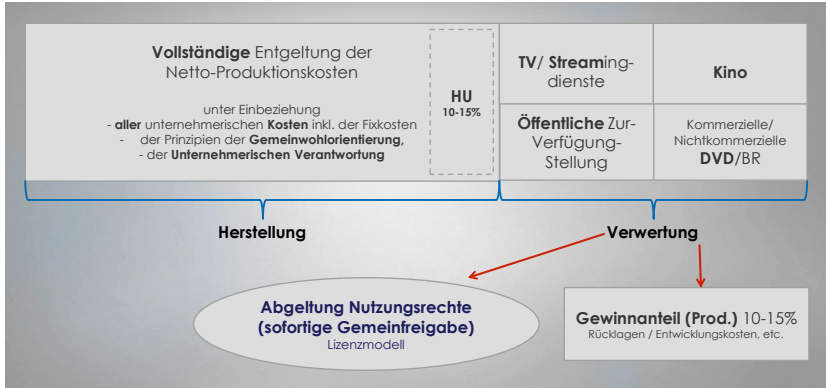 Vollständige Entgeltung der
Netto-Produktionskosten
unter Einbeziehung
- aller unternehmerischen Kosten inkl. der Fixkosten
- der Prinzipien der Gemeinwohlorientierung,
- der Unternehmerischen Verantwortung
HU
10-15%
TV/ Streaming-
dienste
Kino
Öffentliche Zur-
Verfügung-
Stellung
Kommerzielle/
Nichtkommerzielle
DVD/BR
Herstellung
Verwertung
Abgeltung Nutzungsrechte
(sofortige Gemeinfreigabe)
Lizenzmodell
Gewinnanteil (Prod.) 10-15%
Rücklagen / Entwicklungskosten, etc.